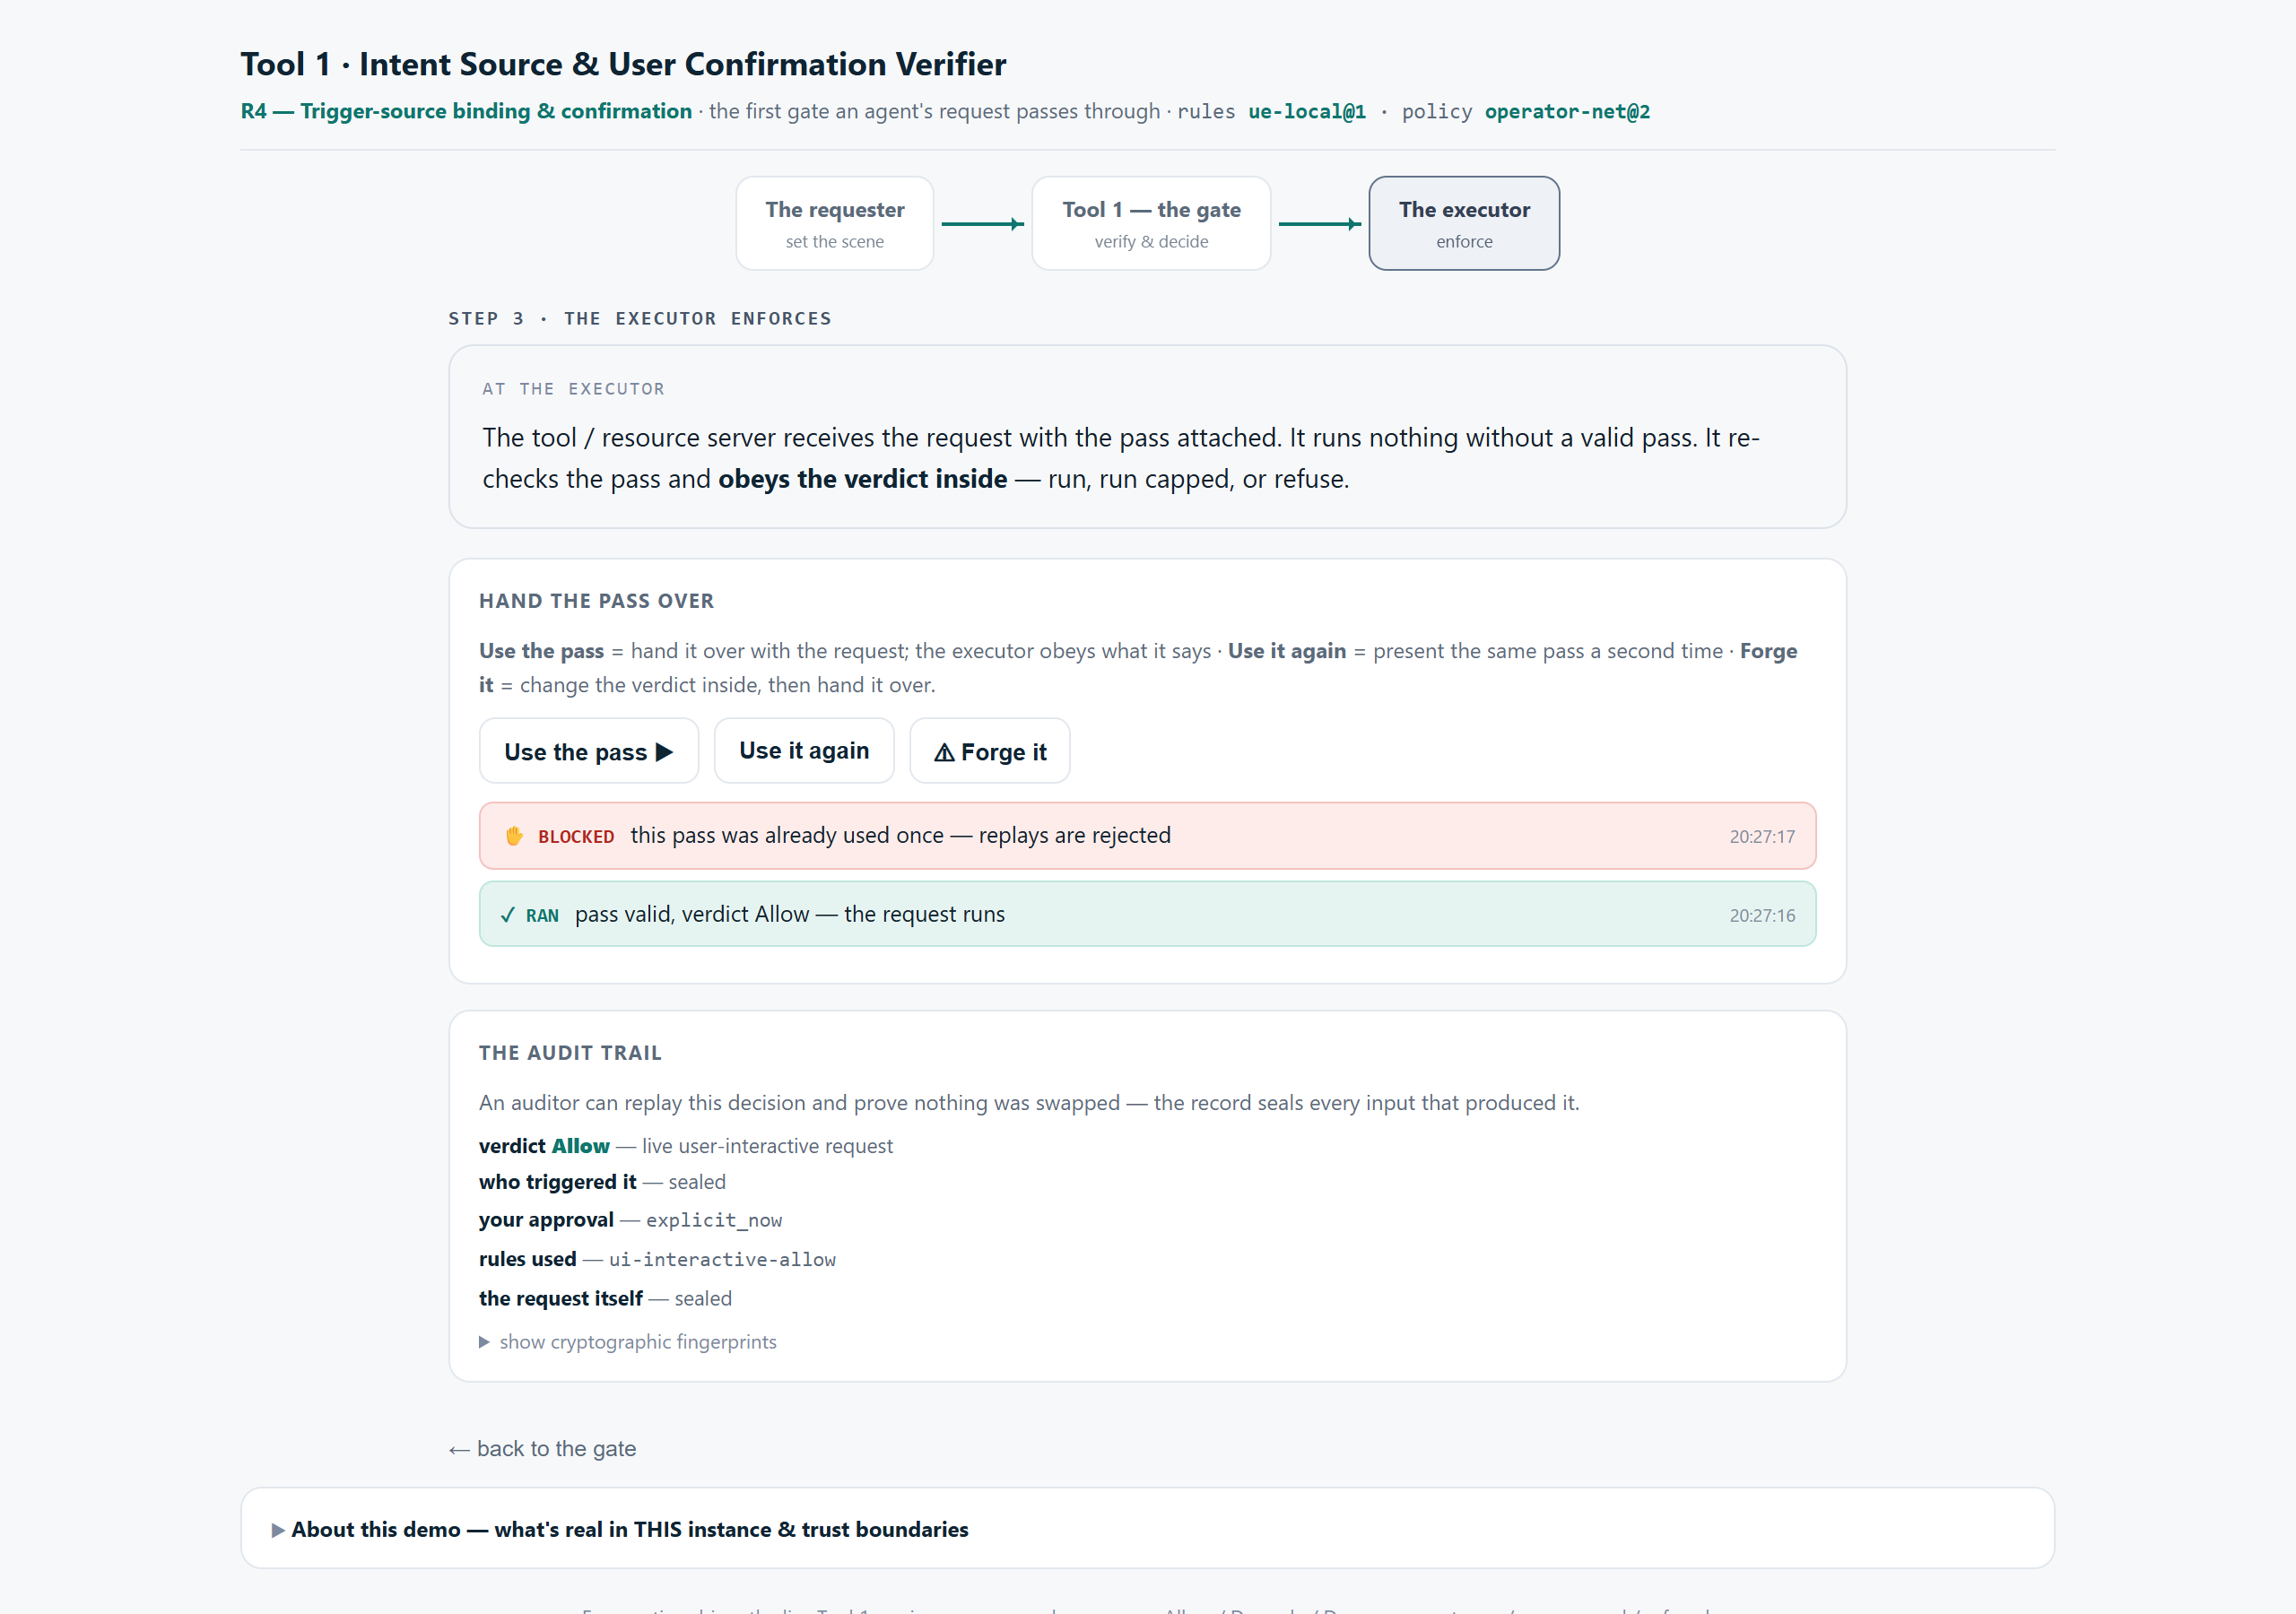 Tool 1 · Intent Source & User Confirmation Verifier
R4 — Trigger-source binding & confirmation · the first gate an agent's request passes through · rules ue-local@1 · policy operator-net@2
The requester
set the scene
Tool 1 — the gate
verify & decide
The executor
enforce
STEP 3 · THE EXECUTOR ENFORCES
AT THE EXECUTOR
The tool / resource server receives the request with the pass attached. It runs nothing without a valid pass. It re-
checks the pass and obeys the verdict inside — run, run capped, or refuse.
HAND THE PASS OVER
Use the pass = hand it over with the request; the executor obeys what it says · Use it again = present the same pass a second time · Forge
it = change the verdict inside, then hand it over.
Use the pass ▶
Use it again
⚠ Forge it
✋ BLOCKED this pass was already used once — replays are rejected 20:27:17
✓ RAN pass valid, verdict Allow — the request runs 20:27:16
THE AUDIT TRAIL
An auditor can replay this decision and prove nothing was swapped — the record seals every input that produced it.
verdict Allow — live user-interactive request
who triggered it — sealed
your approval — explicit_now
rules used — ui-interactive-allow
the request itself — sealed
▶ show cryptographic fingerprints
← back to the gate
▶ About this demo — what's real in THIS instance & trust boundaries